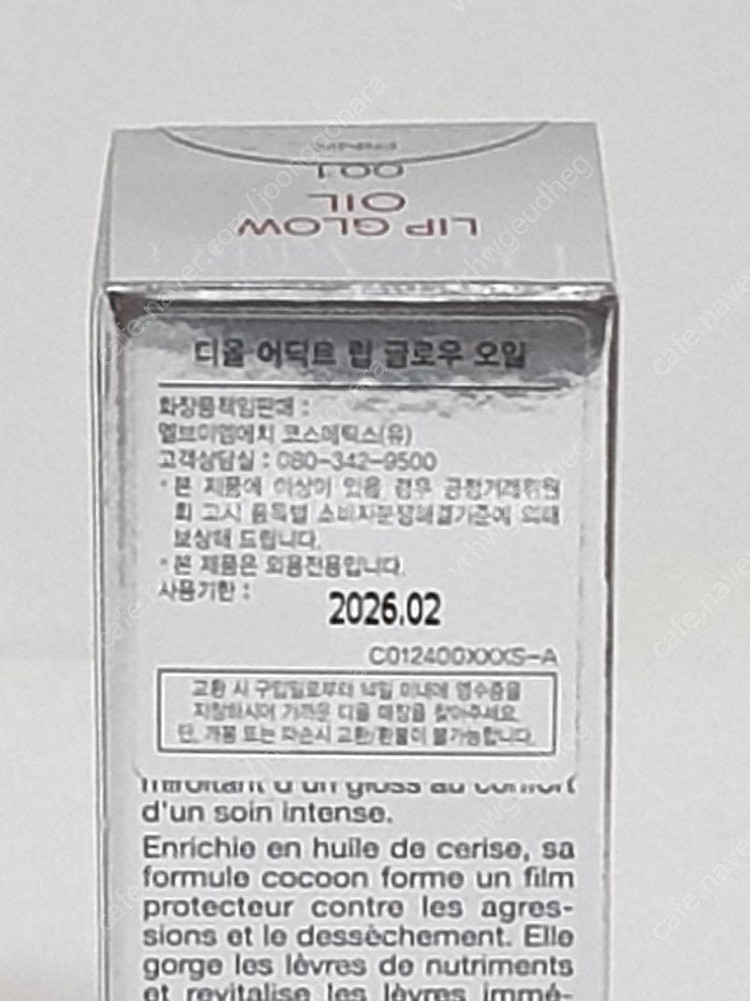 001
LIP GLOW
OIL
디올 어딕트 립 글로우 오일
화장품책임판매 :
엘브이엠에치 코스메틱스(유)
고객상담실 : 080-342-9500
· 본 제품에 이상이 있을 경우 공정거래위원
회 고시 품목별 소비자분쟁해결기준에 의해
보상해 드립니다.
· 본 제품은 외용전용입니다.
사용기한 :
2026.02
C012400XXXS-A
교환 시 구입일로부터 이내에 영수증을
지참하시어 가까운 디올 매장을 찾아주세요.
단, 개봉 또는 파손시 교환/환불이 불가능합니다.
miroitant d'un gloss au confort
d'un soin intense.
Enrichie en huile de cerise, sa
formule cocoon forme un film
protecteur contre les agres-
sions et le dessèchement. Elle
gorge les lèvres de nutriments
et revitalise les lèvres immé-